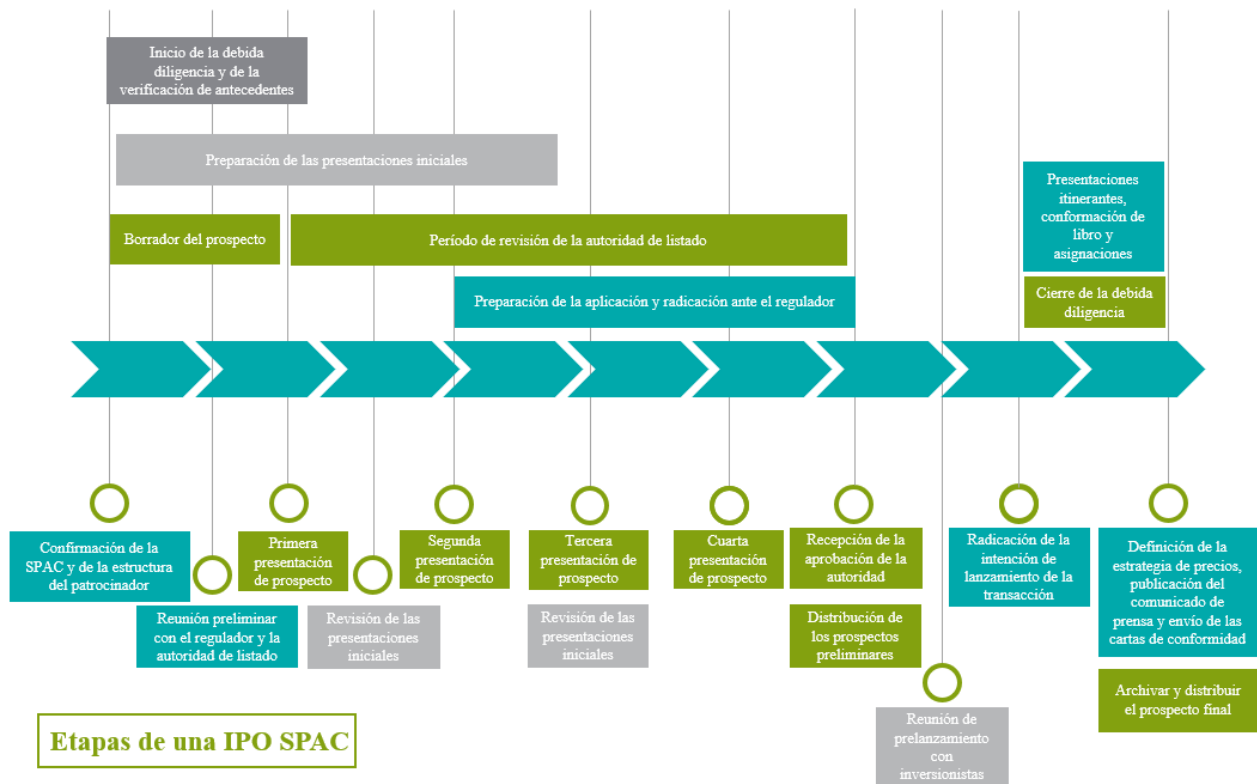 Inicio de la debida
diligencia y de la
verificación de antecedentes
Preparación de las presentaciones iniciales
Borrador del prospecto
Período de revisión de la autoridad de listado
Preparación de la aplicación y radicación ante el regulador
Presentaciones
itinerantes,
conformación de
libro y
asignaciones
Cierre de la debida
diligencia
Confirmación de la
SPAC y de la estructura
del patrocinador
Reunión preliminar
con el regulador y la
autoridad de listado
Primera
presentación
de prospecto
Revisión de las
presentaciones
iniciales
Segunda
presentación
de prospecto
Tercera
presentación de
prospecto
Revisión de las
presentaciones
iniciales
Cuarta
presentación
de prospecto
Recepción de la
aprobación de la
autoridad
Distribución de
los prospectos
preliminares
Reunión de
prelanzamiento
con
inversionistas
Radicación de la
intención de
lanzamiento de la
transacción
Definición de la
estrategia de precios,
publicación del
comunicado de
prensa y envío de las
cartas de conformidad
Archivar y distribuir
el prospecto final
Etapas de una IPO SPAC